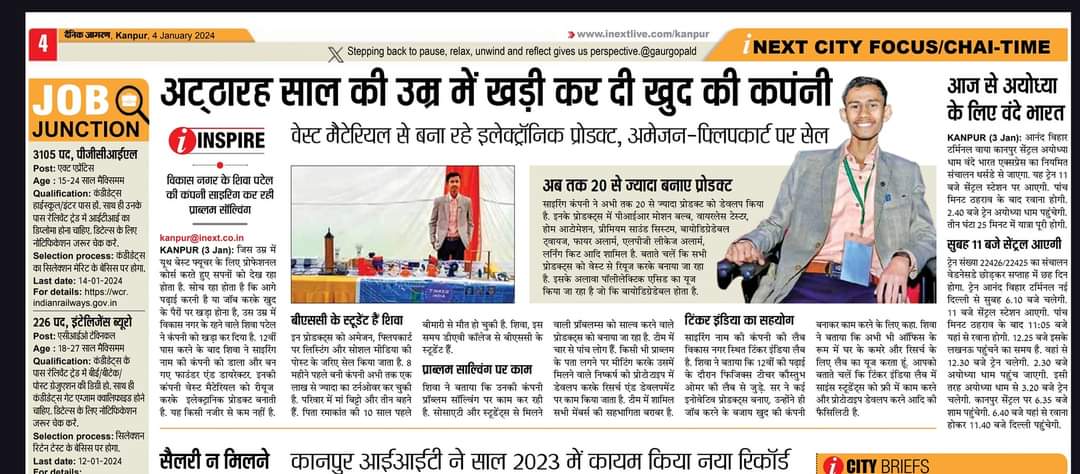 4
दैनिक जागरण, Kanpur, 4 January 2024
www.inextlive.com/kanpur
Stepping back to pause, relax, unwind and reflect gives us perspective.@gaurgopald
i NEXT CITY FOCUS/CHAI-TIME
JOB
JUNCTION
3105 पद, पीजीसीआईएल
Post: एक्ट एप्रेंटिस
Age : 15-24 साल मैक्सिमम
Qualification: कंडीडेट्स
हाईस्कूल/इंटर पास हो. साथ ही उनके
पास रेलिवेंट ट्रेड में आईटीआई का
डिप्लोमा होना चाहिए. डिटेल्स के लिए
नोटिफिकेशन जरूर चेक करें.
Selection process: कंडीडेट्स
का सिलेक्शन मेरिट के बेसिस पर होगा.
Last date: 14-01-2024
For details: https://wcr.
indianrailways.gov.in
226 पद, इंटेलिजेंस ब्यूरो
Post: एसीआईओ टेक्निकल
Age : 18-27 साल मैक्सिमम
Qualification: कंडीडेट्स के
पास रेलिवेंट ट्रेड में बीई/बीटेक/
पोस्ट ग्रेजुएशन की डिग्री हो. साथ ही
कंडीडेट्स गेट एग्जाम क्वालिफाइड होने
चाहिए. डिटेल्स के लिए नोटिफिकेशन
जरूर चेक करें.
Selection process: सिलेक्शन
रिटेन टेस्ट के बेसिस पर होगा.
Last date: 12-01-2024
For details:
अट्ठारह साल की उम्र में खड़ी कर दी खुद की कंपनी
i INSPIRE
विकास नगर के शिवा पटेल
की कंपनी साइरिंग कर रही
प्राब्लम सॉल्विंग
वेस्ट मैटेरियल से बना रहे इलेक्ट्रॉनिक प्रोडक्ट, अमेजन-फ्लिपकार्ट पर सेल
kanpur@inext.co.in
KANPUR (3 Jan): जिस उम्र में
यूथ बेस्ट फ्यूचर के लिए प्रोफेशनल
कोर्स करते हुए सपनों को देख रहा
होता है. सोच रहा होता है कि आगे
पढ़ाई करनी है या जॉब करके खुद
के पैरों पर खड़ा होना है, उस उम्र में
विकास नगर के रहने वाले शिवा पटेल
ने कंपनी को खड़ा कर दिया है. 12वीं
पास करने के बाद शिवा ने साइरिंग
नाम की कंपनी को डाला और बन
गए फाउंडर एंड डायरेक्टर. इनकी
कंपनी वेस्ट मैटेरियल को रीयूज
करके इलेक्ट्रानिक प्रोडक्ट बनाती
है. यह किसी नजीर से कम नहीं है.
अब तक 20 से ज्यादा बनाए प्रोडक्ट
साइरिंग कंपनी ने अभी तक 20 से ज्यादा प्रोडक्ट को डेवलप किया
है. इनके प्रोडक्ट्स में पीआईआर मोशन बल्ब, वायरलेस टेस्टर,
होम आटोमेशन, प्रीमियम साउंड सिस्टम, बायोडिग्रेडेबल
ट्वायज, फायर अलार्म, एलपीजी लीकेज अलार्म,
लर्निंग किट आदि शामिल है. बताते चलें कि सभी
प्रोडक्ट्स को वेस्ट से रियूज करके बनाया जा रहा
है. इसके अलावा पॉलीलेक्टिक एसिड का यूज
किया जा रहा है जो कि बायोडिग्रेडेबल होता है.
बीएससी के स्टूडेंट हैं शिवा
इन प्रोडक्ट्स को अमेजन, फ्लिपकार्ट
पर लिस्टिंग और सोशल मीडिया की
पोस्ट के जरिए सेल किया जाता है. 8
महीने पहले बनी कंपनी अभी तक एक
लाख से ज्यादा का टर्नओवर कर चुकी
है. परिवार में मां बिट्टो और तीन बहनें
हैं. पिता रमाकांत की 10 साल पहले
बीमारी से मौत हो चुकी है. शिवा, इस
समय डीएवी कॉलेज से बीएससी के
स्टूडेंट हैं.
प्राब्लम सॉल्विंग पर काम
शिवा ने बताया कि उनकी कंपनी
प्रॉब्लम सॉल्विंग पर काम कर रही
है. सोसाएटी और स्टूडेंट्स से मिलने
वाली प्रॉबलम्स को साल्व करने वाले
प्रोडक्ट्स को बनाया जा रहा है. टीम में
चार से पांच लोग हैं. किसी भी प्राब्लम
के पता लगाने पर मीटिंग करके उसमें
मिलने वाले निष्कर्ष को प्रोटोटाइप में
डेवलप करके रिसर्च एंड डेवलपमेंट
पर काम किया जाता है. टीम में शामिल
सभी मेंबर्स की सहभागिता बराबर है.
टिंकर इंडिया का सहयोग
साइरिंग नाम की कंपनी की लैब
विकास नगर स्थित टिंकर इंडिया लैब
है. शिवा ने बताया कि 12वीं की पढ़ाई
के दौरान फिजिक्स टीचर कौस्तुभ
ओमर की लैब से जुड़े. सर ने कई
इनोवेटिव प्रोडक्ट्स बनाए, उन्होंने ही
जॉब करने के बजाय खुद की कंपनी
बनाकर काम करने के लिए कहा. शिवा
ने बताया कि अभी भी ऑफिस के
रूम में घर के कमरे और रिसर्च के
लिए लैब का यूज करता हूं. आपको
बताते चलें कि टिंकर इंडिया लैब में
साइंस स्टूडेंट्स को फ्री में काम करने
और प्रोटोटाइप डेवलप करने आदि की
फैसिलिटी है.
आज से अयोध्या
के लिए वंदे भारत
KANPUR (3 Jan): आनंद विहार
टर्मिनल वाया कानपुर सेंट्रल अयोध्या
धाम वंदे भारत एक्सप्रेस का नियमित
संचालन थर्सडे से जाएगा. यह ट्रेन 11
बजे सेंट्रल स्टेशन पर आएगी. पांच
मिनट ठहराव के बाद रवाना होगी.
2.40 बजे ट्रेन अयोध्या धाम पहुंचेगी.
तीन घंटा 25 मिनट में यात्रा पूरी होगी.
सुबह 11 बजे सेंट्रल आएगी
ट्रेन संख्या 22426/22425 का संचालन
वेडनेसडे छोड़कर सप्ताह में छह दिन
होगा. ट्रेन आनंद विहार टर्मिनल नई
दिल्ली से सुबह 6.10 बजे चलेगी.
11 बजे सेंट्रल स्टेशन आएगी. पांच
मिनट ठहराव के बाद 11:05 बजे
यहां से रवाना होगी. 12.25 बजे इसके
लखनऊ पहुंचने का समय है. वहां से
12.30 बजे ट्रेन चलेगी. 2.30 बजे
अयोध्या धाम पहुंच जाएगी. इसी
तरह अयोध्या धाम से 3.20 बजे ट्रेन
चलेगी. कानपुर सेंट्रल पर 6.35 बजे
शाम पहुंचेगी. 6.40 बजे यहां से रवाना
होकर 11.40 बजे दिल्ली पहुंचेगी.
सैलरी न मिलने
कानपुर आईआईटी ने साल 2023 में कायम किया नया रिकॉर्ड
i CITY BRIEFS